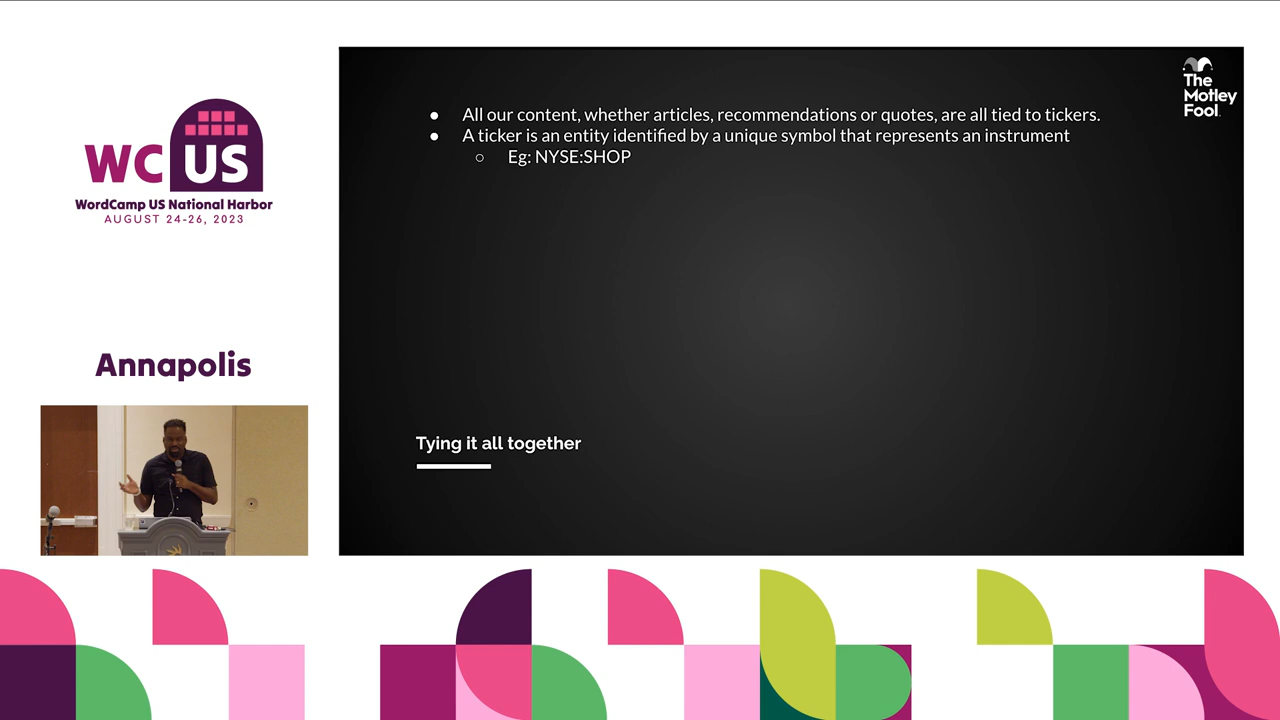 WC US
WordCamp US National Harbor
AUGUST 24-26, 2023
Annapolis
The
Motley
Fool.
● All our content, whether articles, recommendations or quotes, are all tied to tickers.
● A ticker is an entity identified by a unique symbol that represents an instrument
○ Eg: NYSE:SHOP
Tying it all together